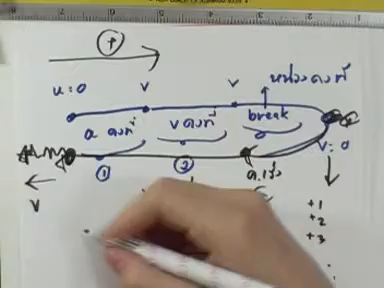 +
u=0
v
v
หน่วงคงที่
a คงที่
v คงที่
break
v=0
① ②
a.เร่ง
v
+1
+2
+3